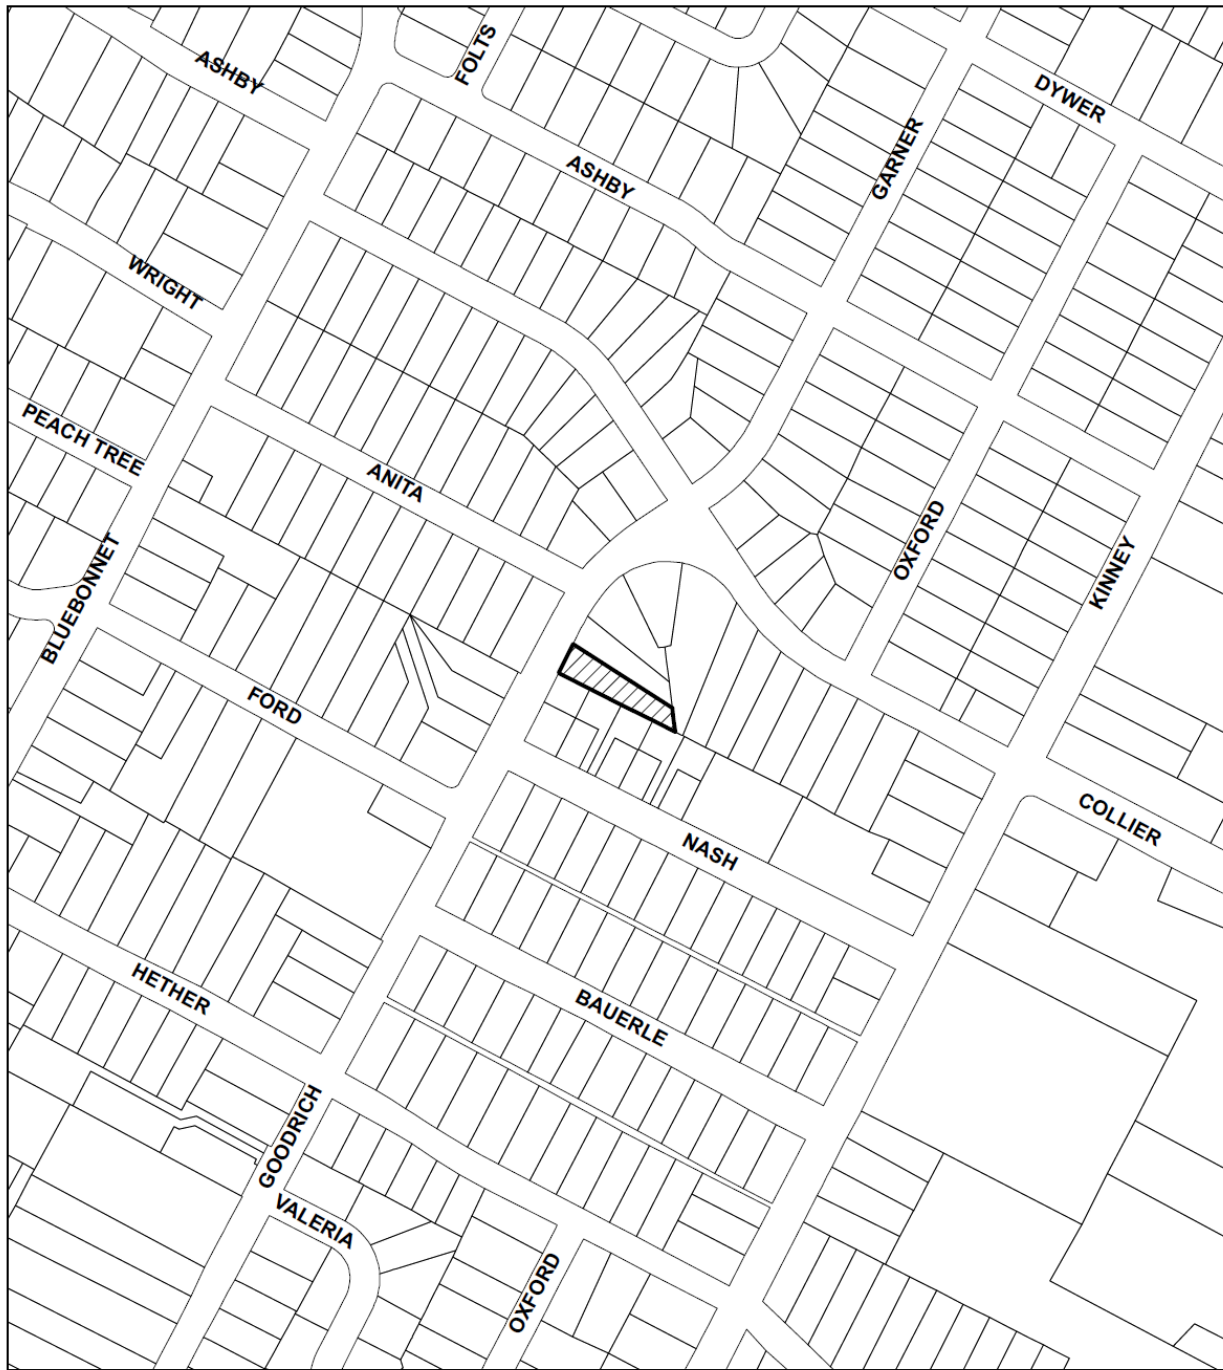 FOLTS
ASHBY
DYWER
GARNER
ASHBY
WRIGHT
PEACH TREE
ANITA
OXFORD
KINNEY
BLUEBONNET
FORD
COLLIER
NASH
HETHER
BAUERLE
GOODRICH
VALERIA
OXFORD